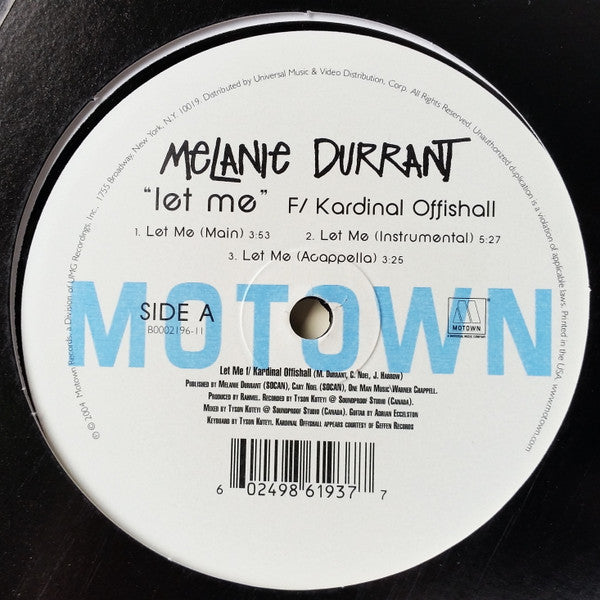 © 2004 Motown Records, a Division of UMG Recordings, Inc. 1755 Broadway, New York, N.Y. 10019. Distributed by Universal Music & Video Distribution, Corp. All Rights Reserved. Unauthorized duplication is a violation of applicable laws. Printed in the USA. www.motown.com
MELANIE DURRANT
"let me" F/ Kardinal Offishall
1. Let Me (Main) 3:53 2. Let Me (Instrumental) 5:27
3. Let Me (Acappella) 3:25
MOTOWN
SIDE A
B0002196-11
M
MOTOWN
A UNIVERSAL MUSIC COMPANY
Let Me f/ Kardinal Offishall (M. Durrant, C. Noel, J. Harrow)
Published by Melanie Durrant (SOCAN), Cary Noel (SOCAN), One Man Music\Warner Chappell.
Produced by Rahmel. Recorded by Tyson Kuteyi @ Soundproof Studio (Canada).
Mixed by Tyson Kuteyi @ Soundproof Studio (Canada). Guitar by Adrian Eccelston
Keyboard by Tyson Kuteyi. Kardinal Offishall appears courtesy of Geffen Records
6 02498 61937 7